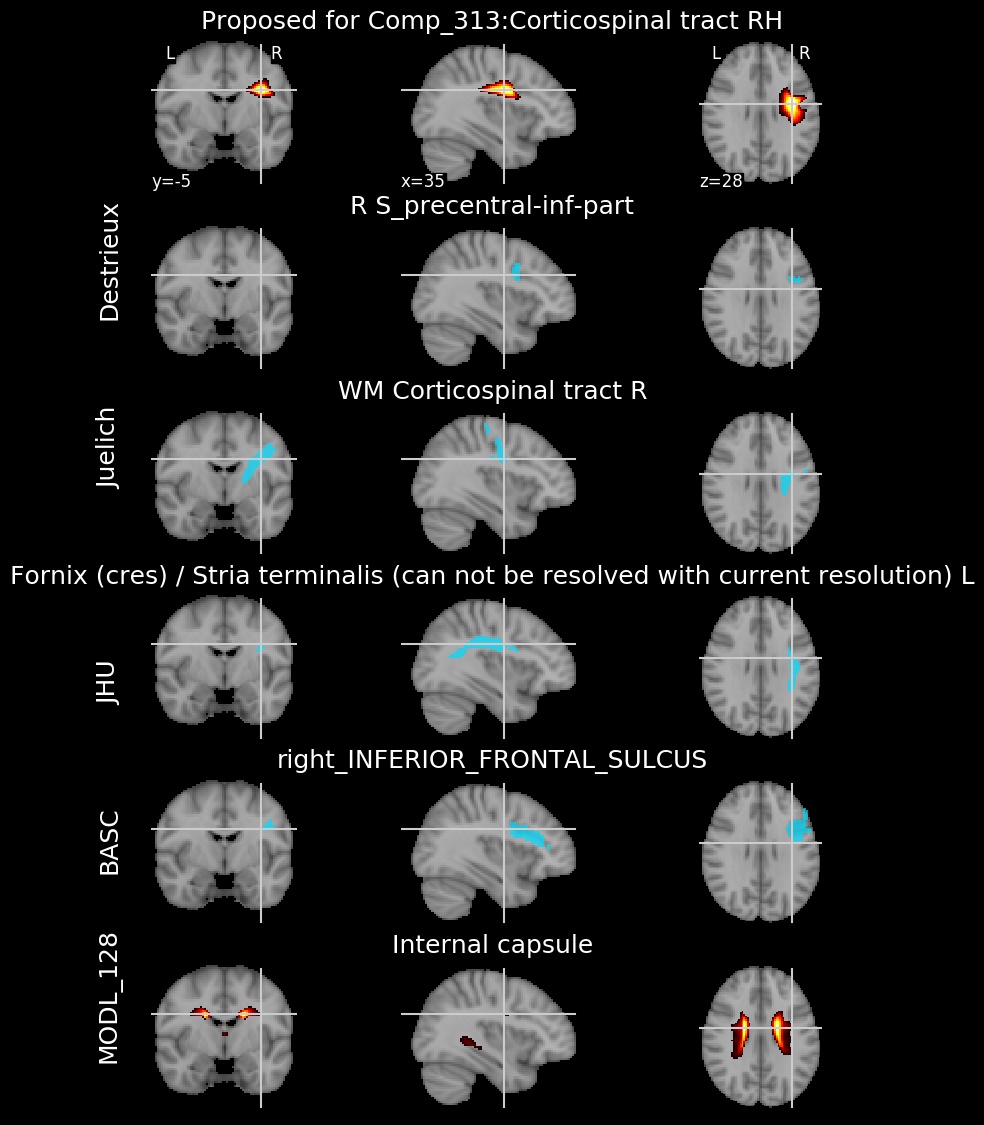 Proposed for Comp_313:Corticospinal tract RH
L R
L R
y=-5
x=35
z=28
Destrieux
R S_precentral-inf-part
Juelich
WM Corticospinal tract R
Fornix (cres) / Stria terminalis (can not be resolved with current resolution) L
JHU
right_INFERIOR_FRONTAL_SULCUS
BASC
Internal capsule
MODL_128